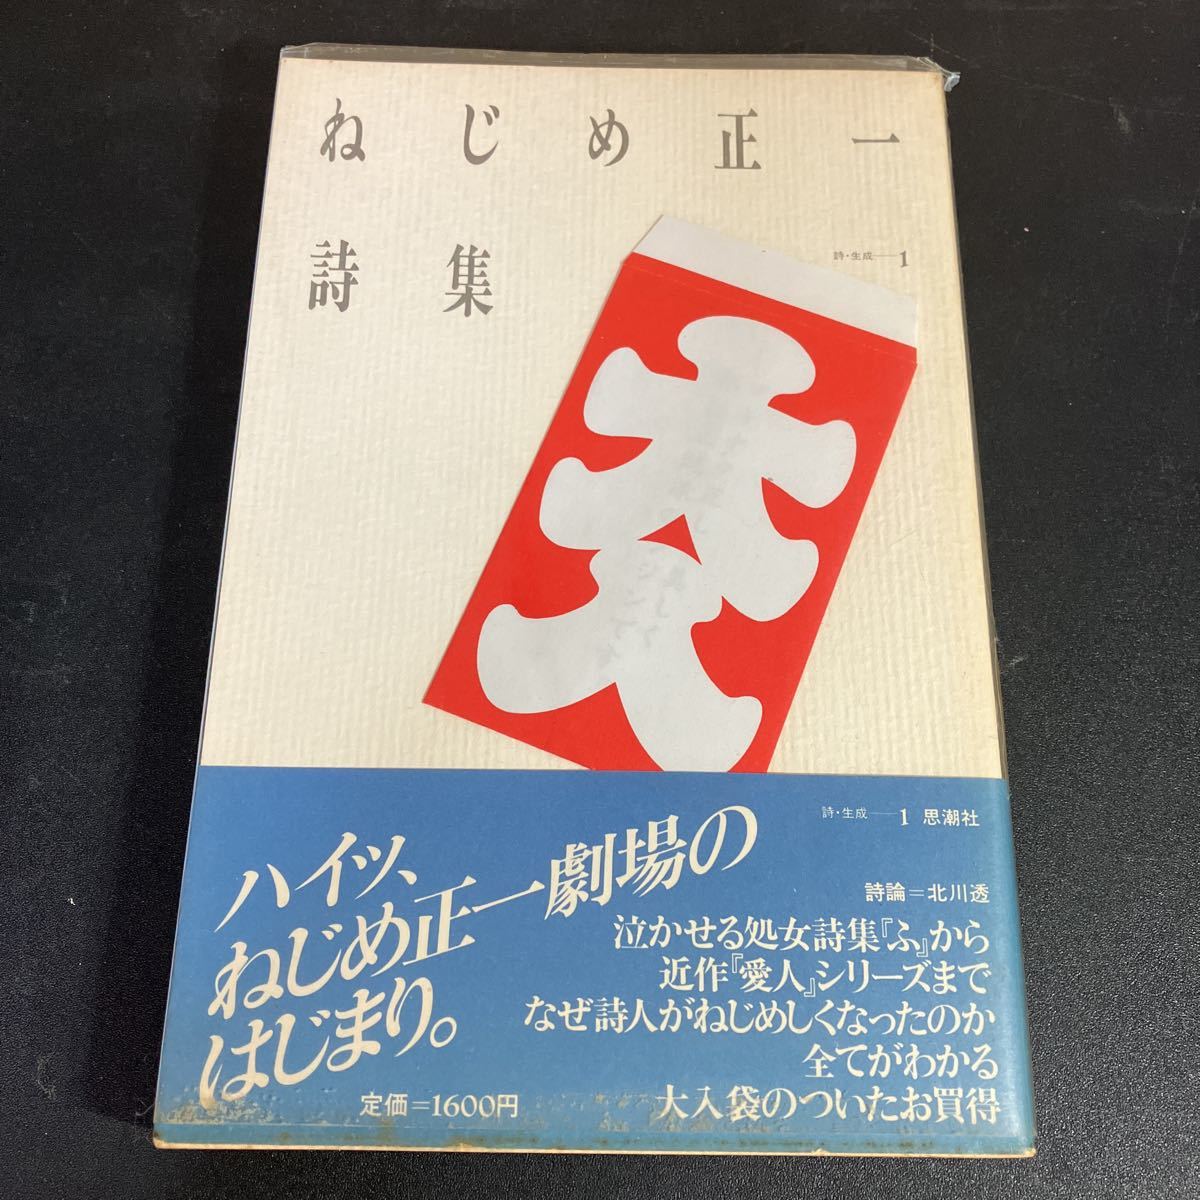 ねじめ正一
詩集
詩・生成——1
大入
詩・生成——1 思潮社
ハイッ、
ねじめ正一劇場の
はじまり。
詩論＝北川透
泣かせる処女詩集『ふ』から
近作『愛人』シリーズまで
なぜ詩人がねじめしくなったのか
全てがわかる
大入袋のついたお買得
定価＝1600円